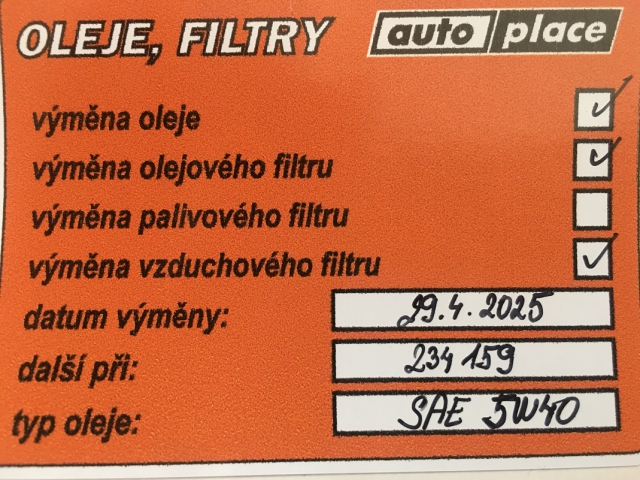 OLEJE, FILTRY auto place
výměna oleje
výměna olejového filtru
výměna palivového filtru
výměna vzduchového filtru
datum výměny: 29.4.2025
další při: 234 159
typ oleje: SAE 5W40